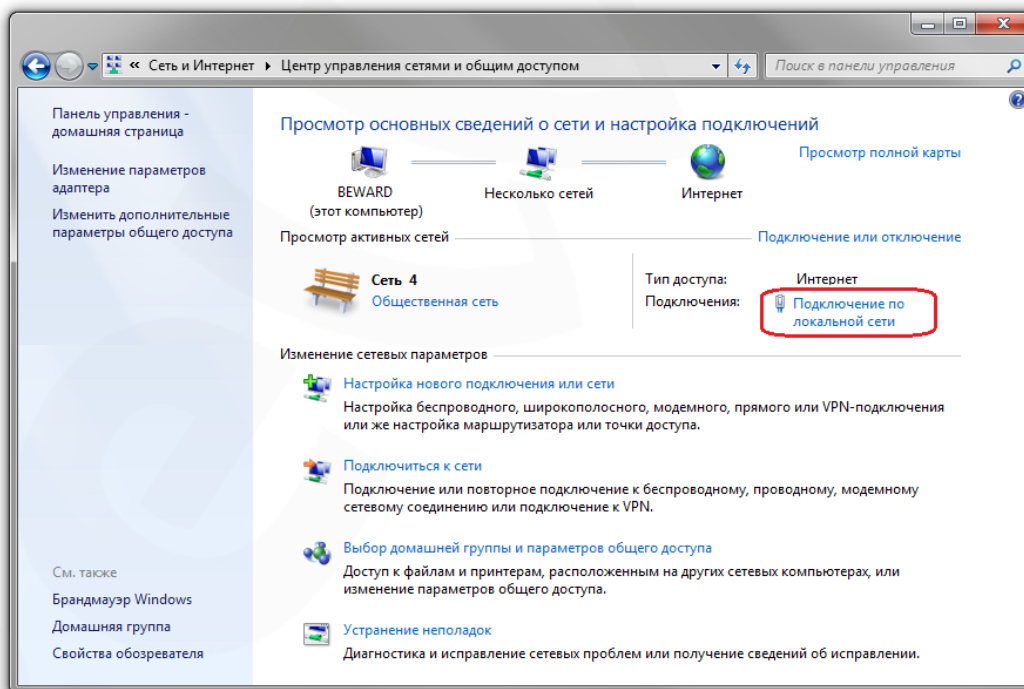 « Сеть и Интернет ▸ Центр управления сетями и общим доступом
Поиск в панели управления
Панель управления -
домашняя страница
Изменение параметров
адаптера
Изменить дополнительные
параметры общего доступа
См. также
Брандмауэр Windows
Домашняя группа
Свойства обозревателя
Просмотр основных сведений о сети и настройка подключений
Просмотр полной карты
BEWARD
(этот компьютер)
Несколько сетей
Интернет
Просмотр активных сетей
Подключение или отключение
Сеть 4
Общественная сеть
Тип доступа: Интернет
Подключения: Подключение по
локальной сети
Изменение сетевых параметров
Настройка нового подключения или сети
Настройка беспроводного, широкополосного, модемного, прямого или VPN-подключения
или же настройка маршрутизатора или точки доступа.
Подключиться к сети
Подключение или повторное подключение к беспроводному, проводному, модемному
сетевому соединению или подключение к VPN.
Выбор домашней группы и параметров общего доступа
Доступ к файлам и принтерам, расположенным на других сетевых компьютерах, или
изменение параметров общего доступа.
Устранение неполадок
Диагностика и исправление сетевых проблем или получение сведений об исправлении.